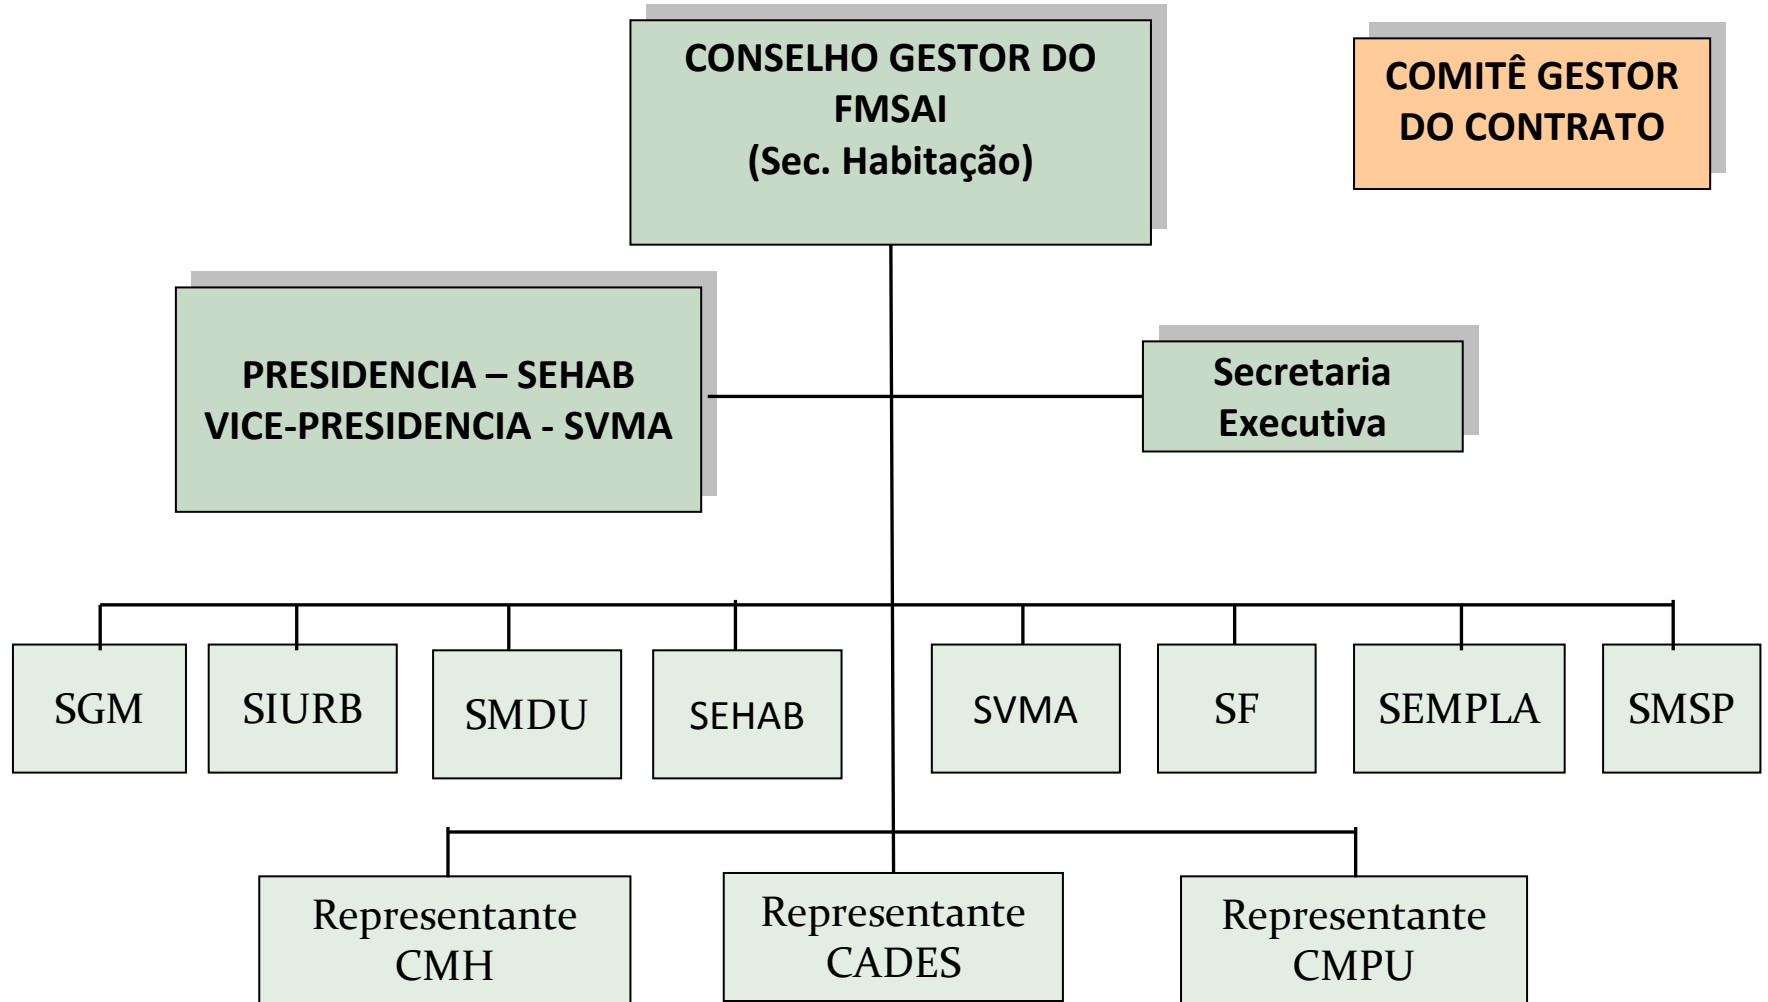 CONSELHO GESTOR DO
FMSAI
(Sec. Habitação)
COMITÊ GESTOR
DO CONTRATO
PRESIDENCIA – SEHAB
VICE-PRESIDENCIA - SVMA
Secretaria
Executiva
SGM
SIURB
SMDU
SEHAB
SVMA
SF
SEMPLA
SMSP
Representante
CMH
Representante
CADES
Representante
CMPU